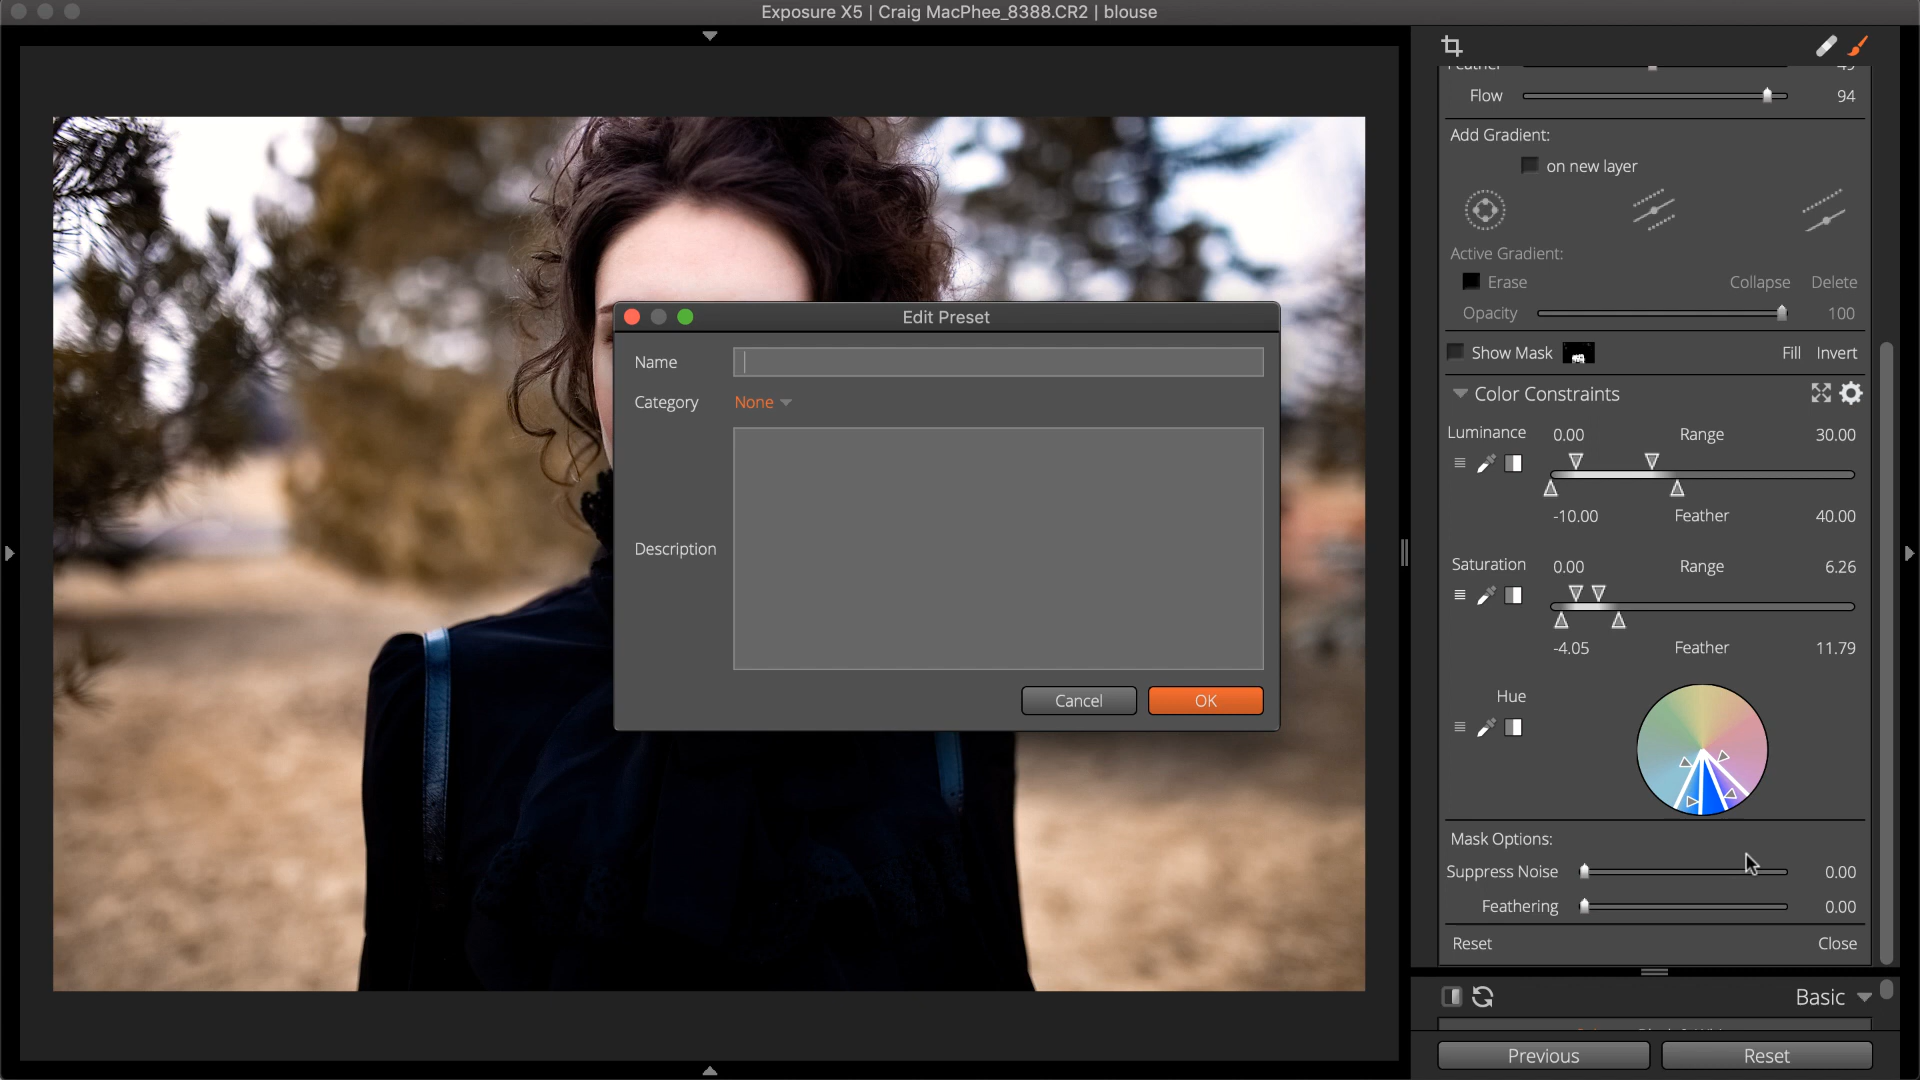 Exposure X5 | Craig MacPhee_8388.CR2 | blouse
Feather 49
Flow 94
Add Gradient:
on new layer
Active Gradient:
Erase Collapse Delete
Opacity 100
Show Mask Fill Invert
Color Constraints
Luminance 0.00 Range 30.00
-10.00 Feather 40.00
Saturation 0.00 Range 6.26
-4.05 Feather 11.79
Hue
Mask Options:
Suppress Noise 0.00
Feathering 0.00
Reset Close
Basic
Previous Reset
Edit Preset
Name
Category None
Description
Cancel OK